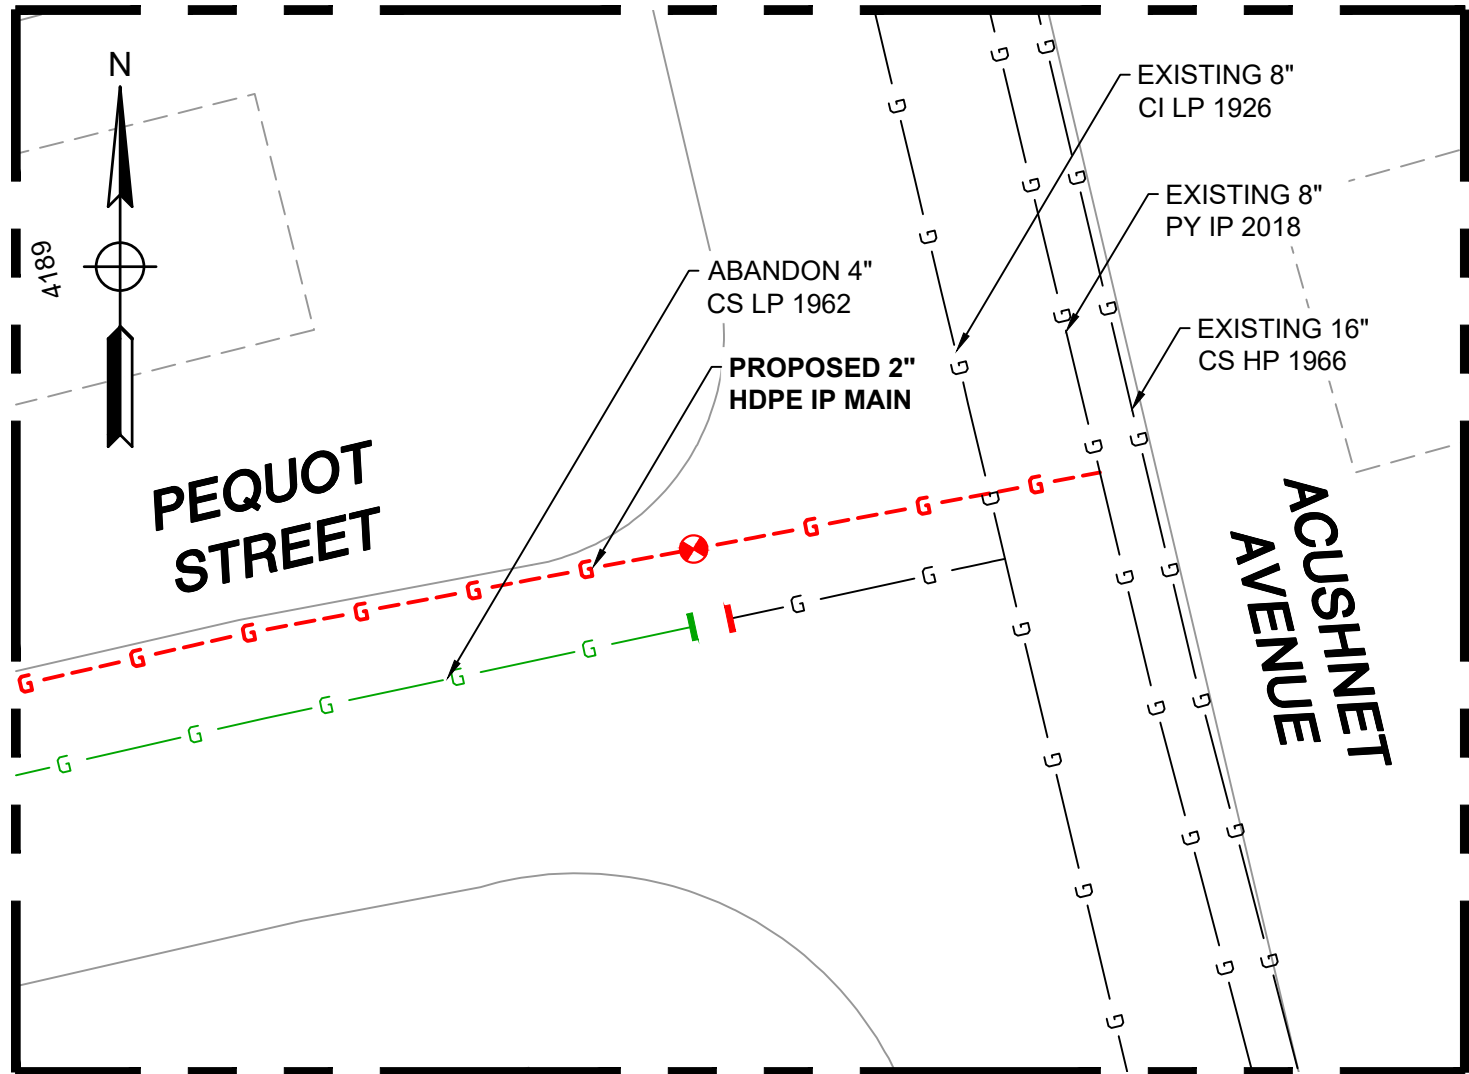 N
EXISTING 8"
CI LP 1926
EXISTING 8"
PY IP 2018
4189
ABANDON 4"
CS LP 1962
EXISTING 16"
CS HP 1966
PROPOSED 2"
HDPE IP MAIN
PEQUOT
STREET
ACUSHNET
AVENUE
G G G G G G G G G
G G G G G
G G
G G G G G G G G
G G G G G G G G
G G G G G G G G